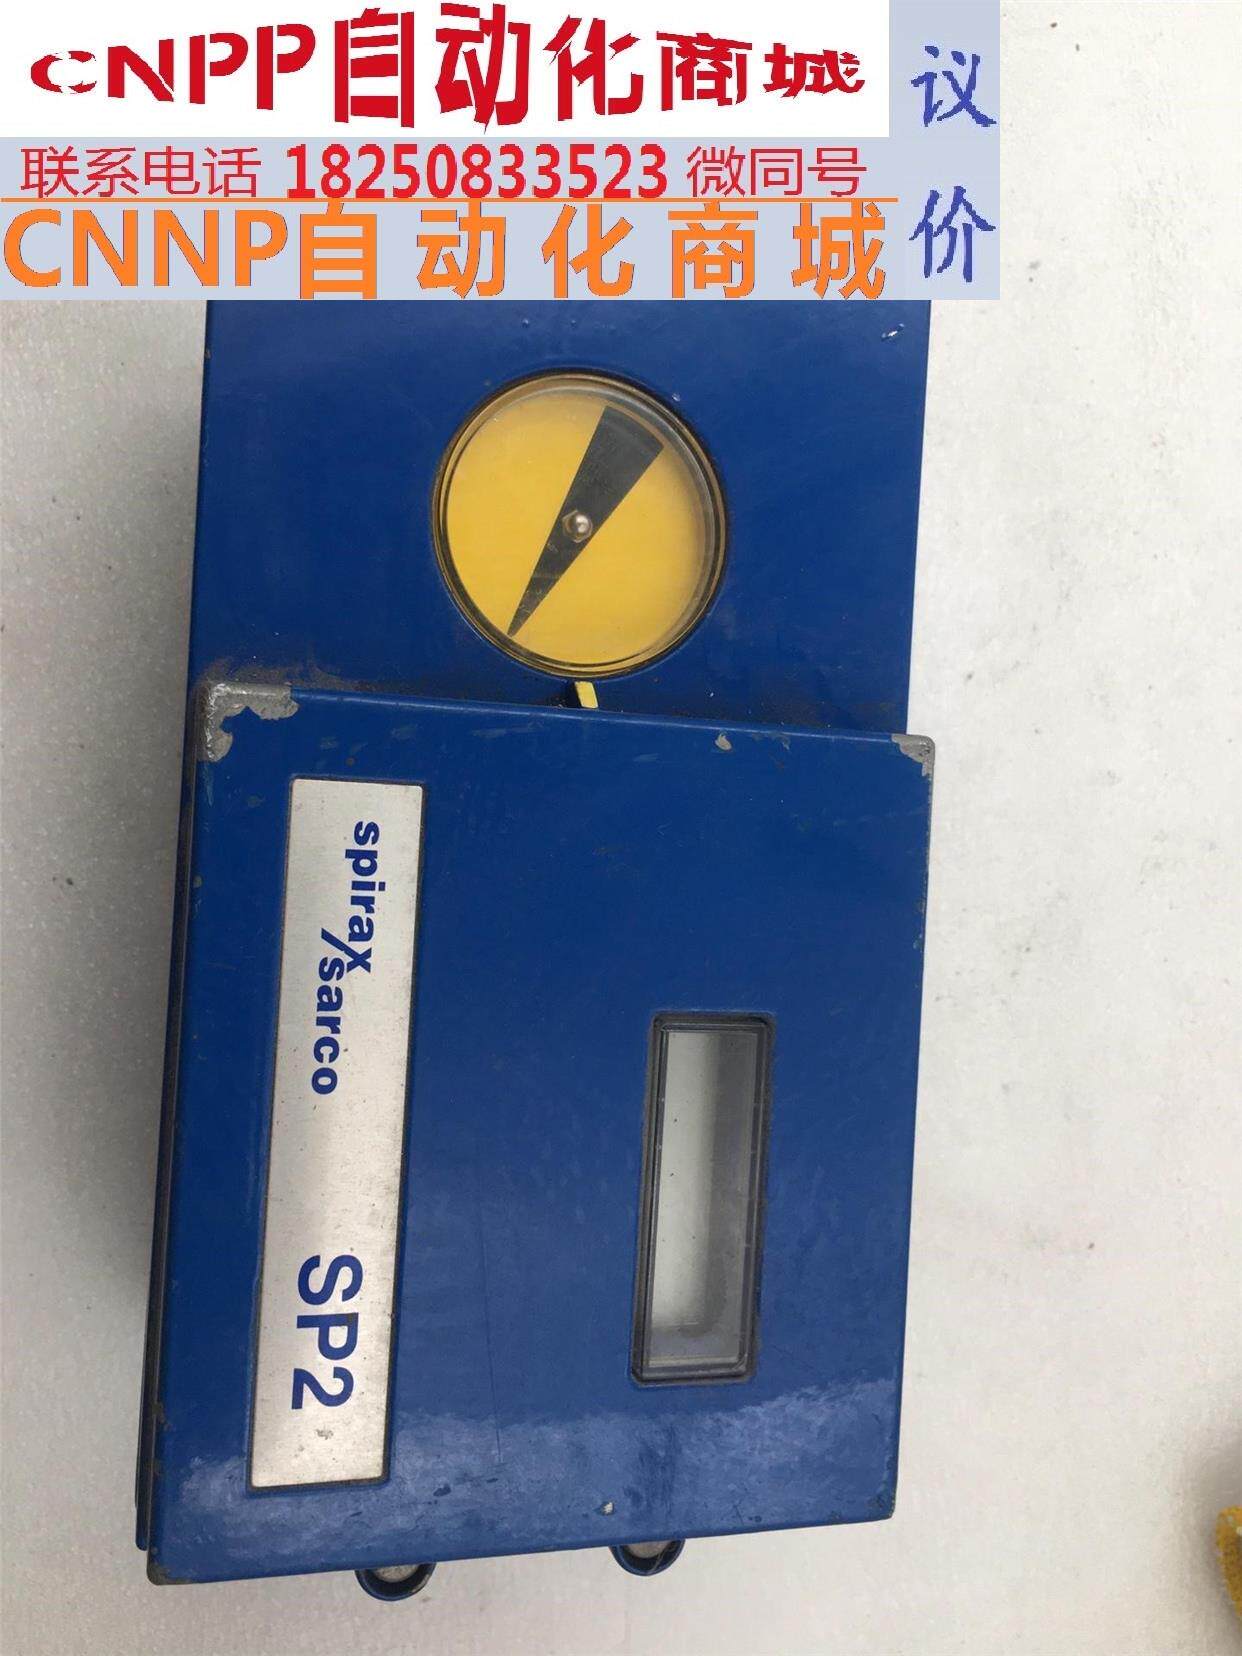 CNPP自动化商城
议价
联系电话 18250833523 微同号
CNNP自动化商城
spirax
sarco
SP2